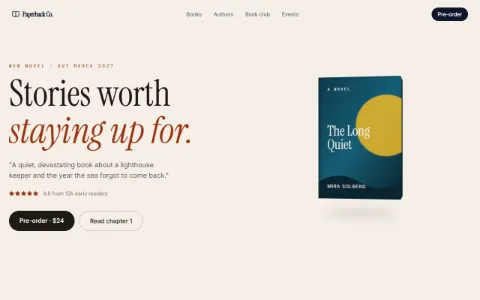 Paperback Co.
Books
Authors
Book club
Events
Pre-order
NEW NOVEL · OUT MARCH 2027
Stories worth
staying up for.
"A quiet, devastating book about a lighthouse
keeper and the year the sea forgot to come back."
★★★★★ 4.8 from 12k early readers
Pre-order · $24
Read chapter 1
A NOVEL
The Long
Quiet
MIRA SOLBERG